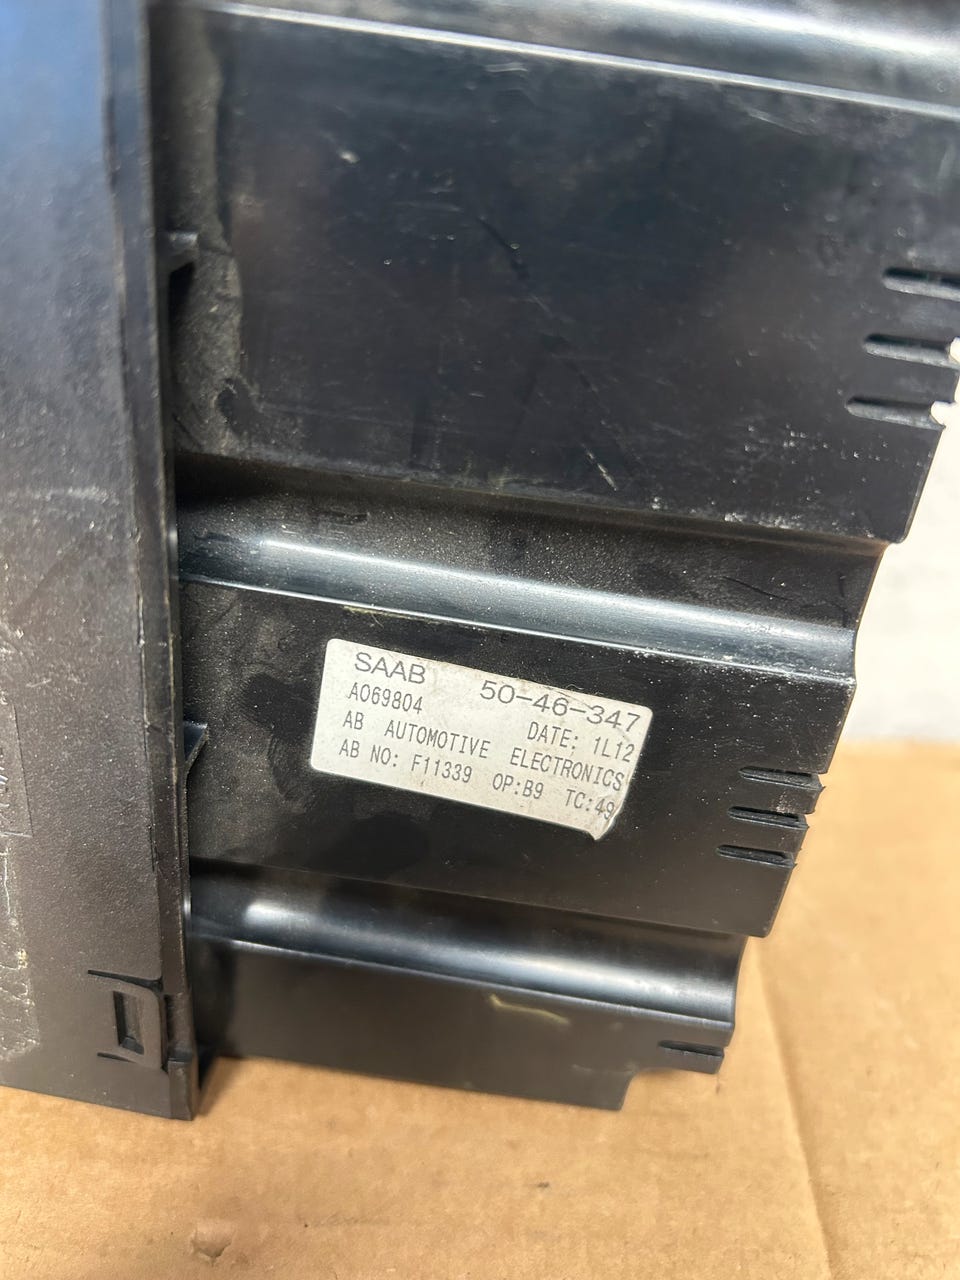 SAAB 50-46-347
A069804 DATE: 1L12
AB AUTOMOTIVE ELECTRONICS
AB NO: F11339 OP:B9 TC:49